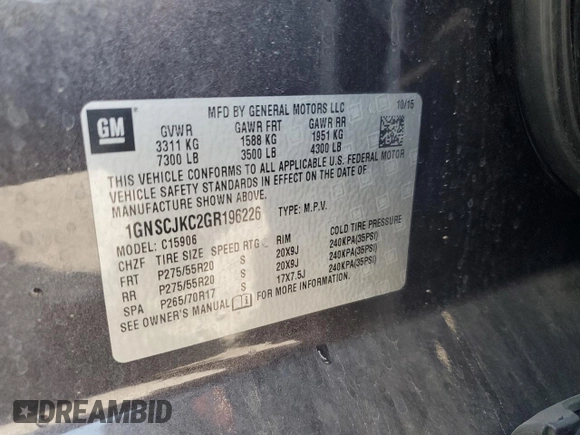 MFD BY GENERAL MOTORS LLC 10/15
GM
GVWR GAWR FRT GAWR RR
3311 KG 1588 KG 1951 KG
7300 LB 3500 LB 4300 LB
THIS VEHICLE CONFORMS TO ALL APPLICABLE U.S. FEDERAL MOTOR
VEHICLE SAFETY STANDARDS IN EFFECT ON THE DATE OF
MANUFACTURE SHOWN ABOVE.
1GNSCJKC2GR196226 TYPE: M.P.V.
MODEL: C15906
CHZF TIRE SIZE SPEED RTG RIM COLD TIRE PRESSURE
FRT P275/55R20 S 20X9J 240KPA(35PSI)
RR P275/55R20 S 20X9J 240KPA(35PSI)
SPA P265/70R17 S 17X7.5J 240KPA(35PSI)
SEE OWNER'S MANUAL FOR MORE INFORMATION.
DREAMBID